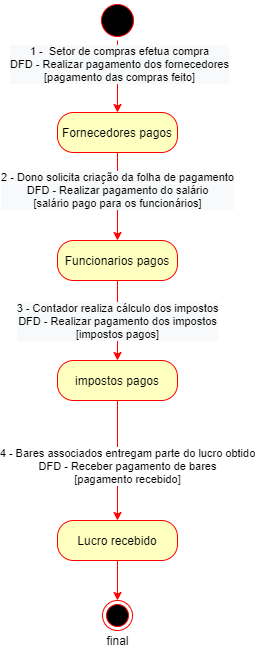 1 - Setor de compras efetua compra
DFD - Realizar pagamento dos fornecedores
[pagamento das compras feito]
Fornecedores pagos
2 - Dono solicita criação da folha de pagamento
DFD - Realizar pagamento do salário
[salário pago para os funcionários]
Funcionarios pagos
3 - Contador realiza cálculo dos impostos
DFD - Realizar pagamento dos impostos
[impostos pagos]
impostos pagos
4 - Bares associados entregam parte do lucro obtido
DFD - Receber pagamento de bares
[pagamento recebido]
Lucro recebido
final